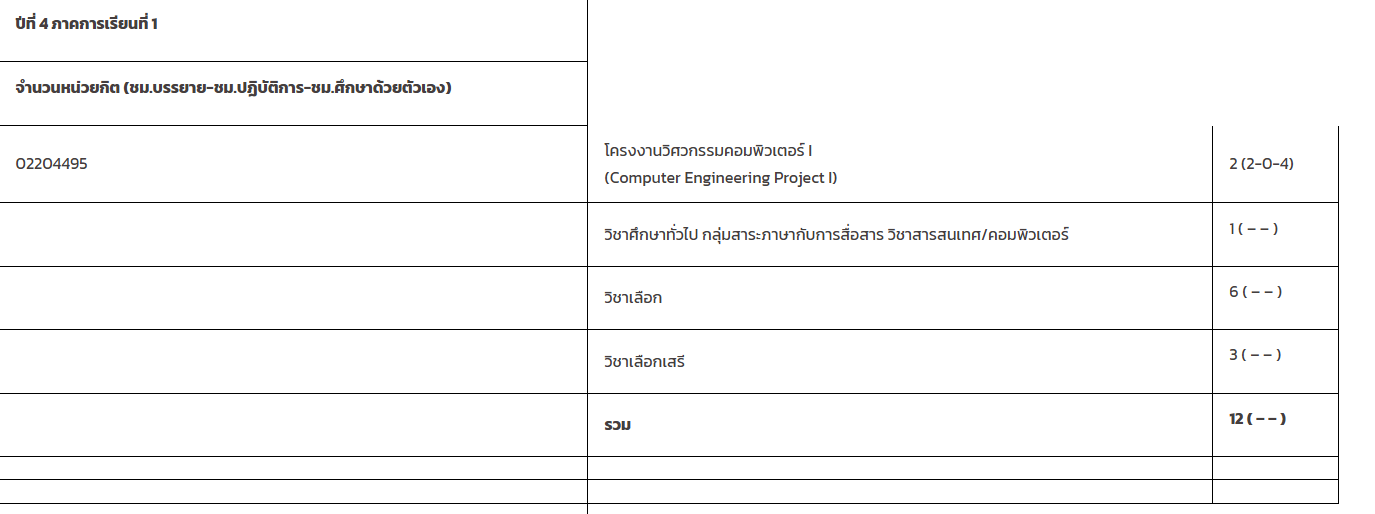 ปีที่ 4 ภาคการเรียนที่ 1
จำนวนหน่วยกิต (ชม.บรรยาย-ชม.ปฏิบัติการ-ชม.ศึกษาด้วยตัวเอง)
02204495
โครงงานวิศวกรรมคอมพิวเตอร์ I
(Computer Engineering Project I)
2 (2-0-4)
วิชาศึกษาทั่วไป กลุ่มสาระภาษากับการสื่อสาร วิชาสารสนเทศ/คอมพิวเตอร์
1 ( – – )
วิชาเลือก
6 ( – – )
วิชาเลือกเสรี
3 ( – – )
รวม
12 ( – – )